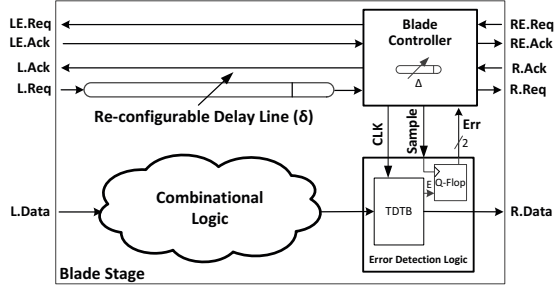 LE.Req
LE.Ack
L.Ack
L.Req
Blade
Controller
Δ
RE.Req
RE.Ack
R.Ack
R.Req
Re-configurable Delay Line (δ)
CLK
Sample
Err
2
L.Data
Combinational
Logic
TDTB
E
Q-Flop
R.Data
Error Detection Logic
Blade Stage